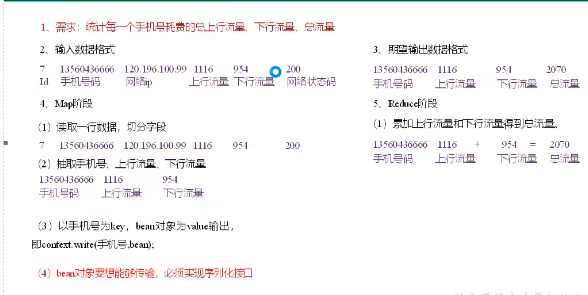 1、需求：统计每一个手机号耗费的总上行流量、下行流量、总流量
2、输入数据格式
7 13560436666 120.196.100.99 1116 954 200
Id 手机号码 网络ip 上行流量 下行流量 网络状态码
4、Map阶段
（1）读取一行数据，切分字段
7 13560436666 120.196.100.99 1116 954 200
（2）抽取手机号、上行流量、下行流量
13560436666 1116 954
手机号码 上行流量 下行流量
（3）以手机号为key，bean对象为value输出，
即context.write(手机号,bean);
（4）bean对象要想能够传输，必须实现序列化接口
3、期望输出数据格式
13560436666 1116 954 2070
手机号码 上行流量 下行流量 总流量
5、Reduce阶段
（1）累加上行流量和下行流量得到总流量。
13560436666 1116 + 954 = 2070
手机号码 上行流量 下行流量 总流量